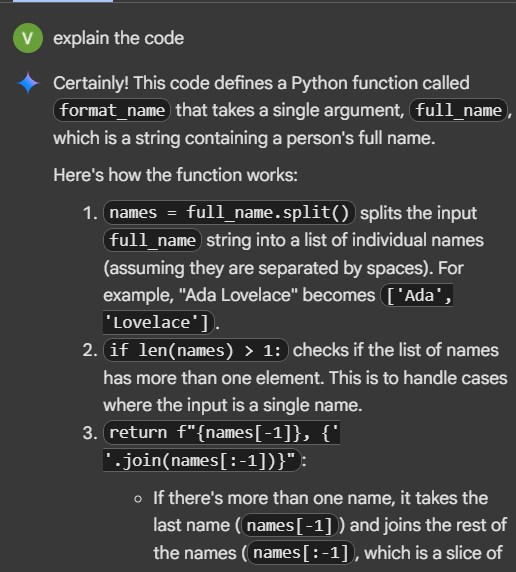 V explain the code
Certainly! This code defines a Python function called
format_name that takes a single argument, full_name,
which is a string containing a person's full name.
Here's how the function works:
1. names = full_name.split() splits the input
full_name string into a list of individual names
(assuming they are separated by spaces). For
example, "Ada Lovelace" becomes ['Ada',
'Lovelace'].
2. if len(names) > 1: checks if the list of names
has more than one element. This is to handle cases
where the input is a single name.
3. return f"{names[-1]}, {'
'.join(names[:-1])}":
○ If there's more than one name, it takes the
last name (names[-1]) and joins the rest of
the names (names[:-1], which is a slice of